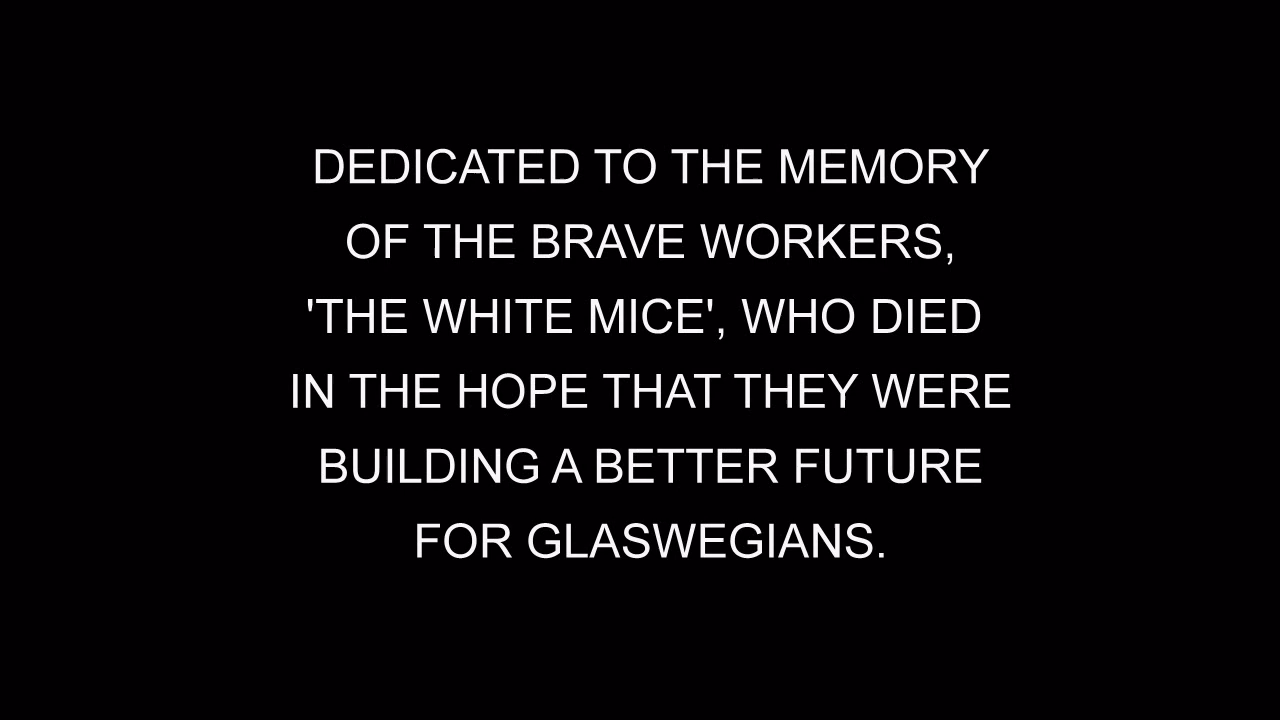 DEDICATED TO THE MEMORY
OF THE BRAVE WORKERS,
'THE WHITE MICE', WHO DIED
IN THE HOPE THAT THEY WERE
BUILDING A BETTER FUTURE
FOR GLASWEGIANS.